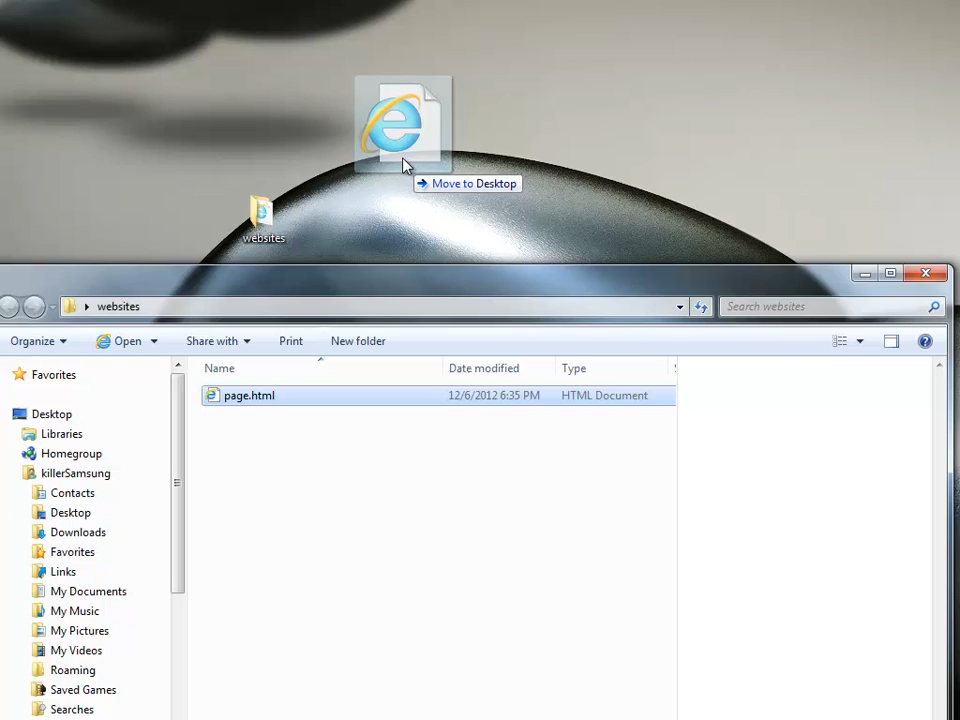 Move to Desktop
websites
websites
Search websites
Organize
Open
Share with
Print
New folder
Favorites
Desktop
Libraries
Homegroup
killerSamsung
Contacts
Desktop
Downloads
Favorites
Links
My Documents
My Music
My Pictures
My Videos
Roaming
Saved Games
Searches
Name Date modified Type
page.html 12/6/2012 6:35 PM HTML Document